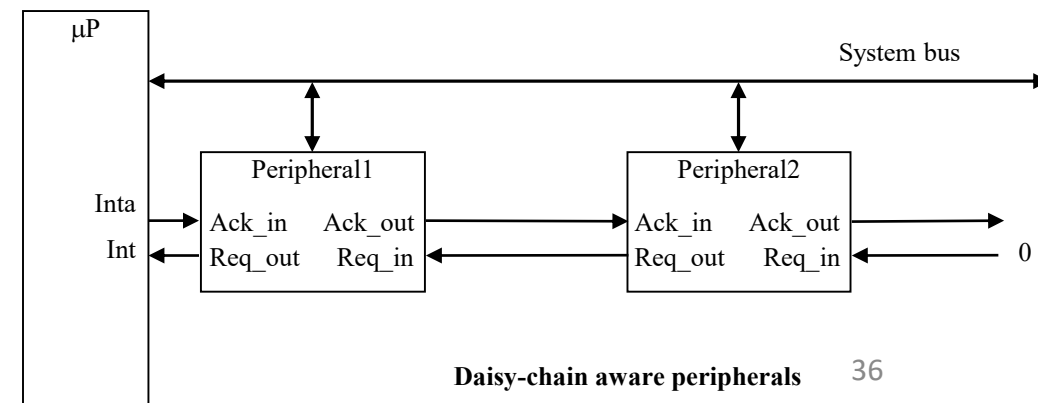 μP
System bus
Peripheral1
Peripheral2
Inta
Ack_in Ack_out
Ack_in Ack_out
Int
Req_out Req_in
Req_out Req_in
0
Daisy-chain aware peripherals
36